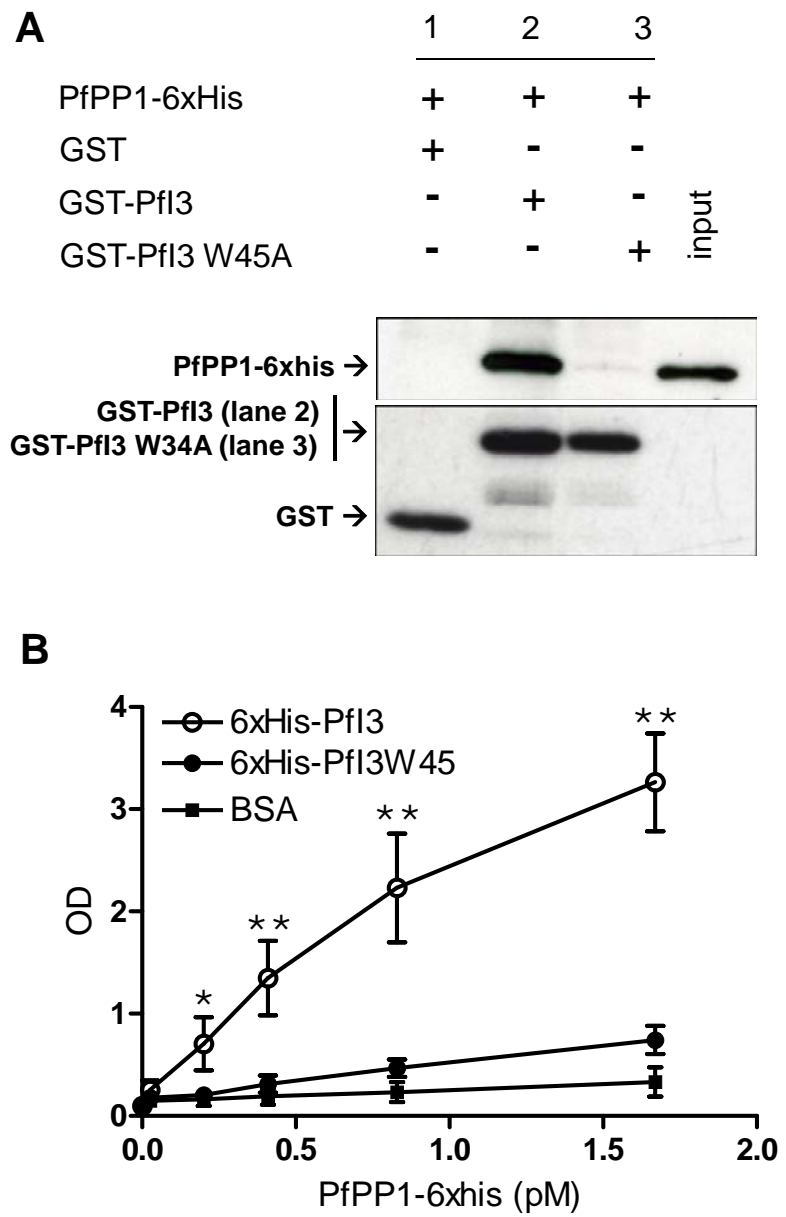 A
1 2 3
PfPP1-6xHis + + +
GST + - -
GST-PfI3 - + -
GST-PfI3 W45A - - +
input
PfPP1-6xhis →
GST-PfI3 (lane 2)
GST-PfI3 W34A (lane 3) →
GST →
B
4
6xHis-PfI3
6xHis-PfI3W45
BSA
3
2
1
0
OD
* ** ** **
0.0 0.5 1.0 1.5 2.0
PfPP1-6xhis (pM)